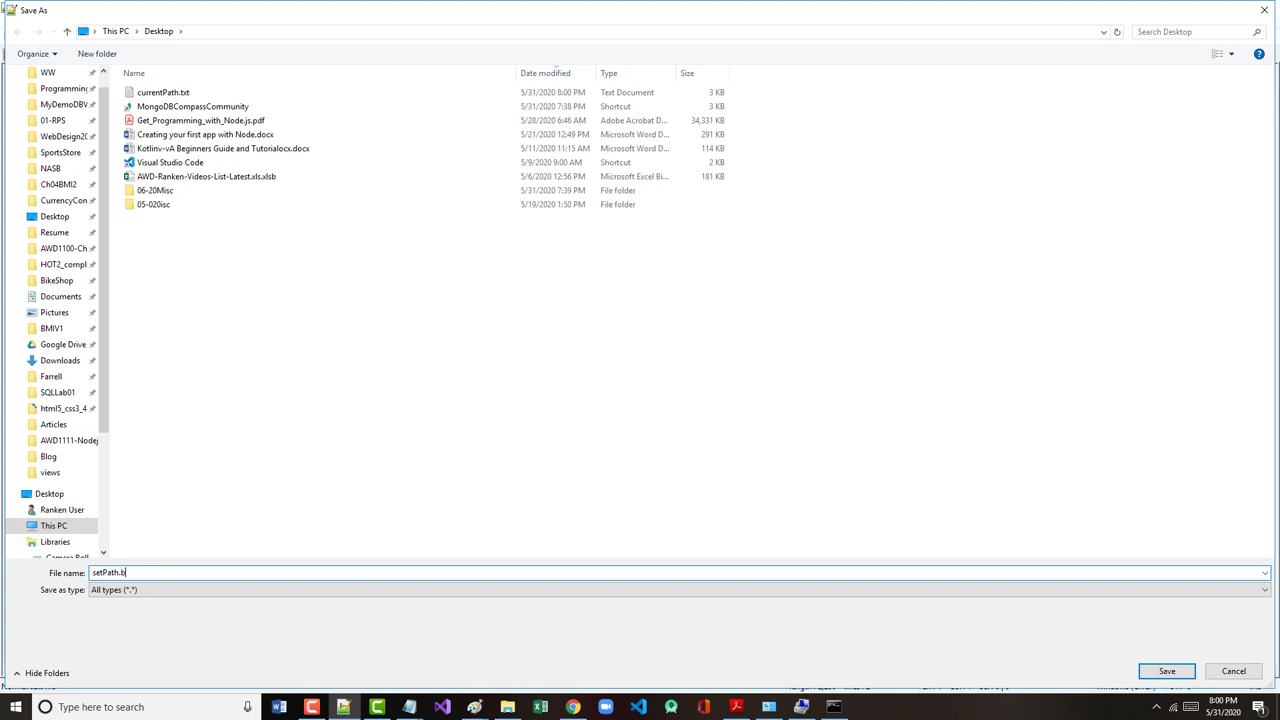 Save As
This PC > Desktop >
Search Desktop
Organize
New folder
Name
Date modified
Type
Size
currentPath.txt 5/31/2020 8:00 PM Text Document 3 KB
MongoDBCompassCommunity 5/31/2020 7:38 PM Shortcut 3 KB
Get_Programming_with_Node.js.pdf 5/28/2020 6:46 AM Adobe Acrobat D... 34,331 KB
Creating your first app with Node.docx 5/21/2020 12:49 PM Microsoft Word D... 291 KB
Kotlinv-vA Beginners Guide and Tutorialocx.docx 5/11/2020 11:15 AM Microsoft Word D... 114 KB
Visual Studio Code 5/9/2020 9:00 AM Shortcut 2 KB
AWD-Ranken-Videos-List-Latest.xls.xlsb 5/6/2020 12:56 PM Microsoft Excel Bi... 181 KB
06-20Misc 5/31/2020 7:39 PM File folder
05-020isc 5/19/2020 1:50 PM File folder
WW
Programming
MyDemoDBV
01-RPS
WebDesign20
SportsStore
NASB
Ch04BMI2
CurrencyCon
Desktop
Resume
AWD1100-Ch
HOT2_compl
BikeShop
Documents
Pictures
BMIV1
Google Drive
Downloads
Farrell
SQLLab01
html5_css3_4
Articles
AWD1111-Nodej
Blog
views
Desktop
Ranken User
This PC
Libraries
Camera Roll
File name: setPath.b
Save as type: All types (*.*)
Hide Folders
Save
Cancel
Type here to search
8:00 PM
5/31/2020